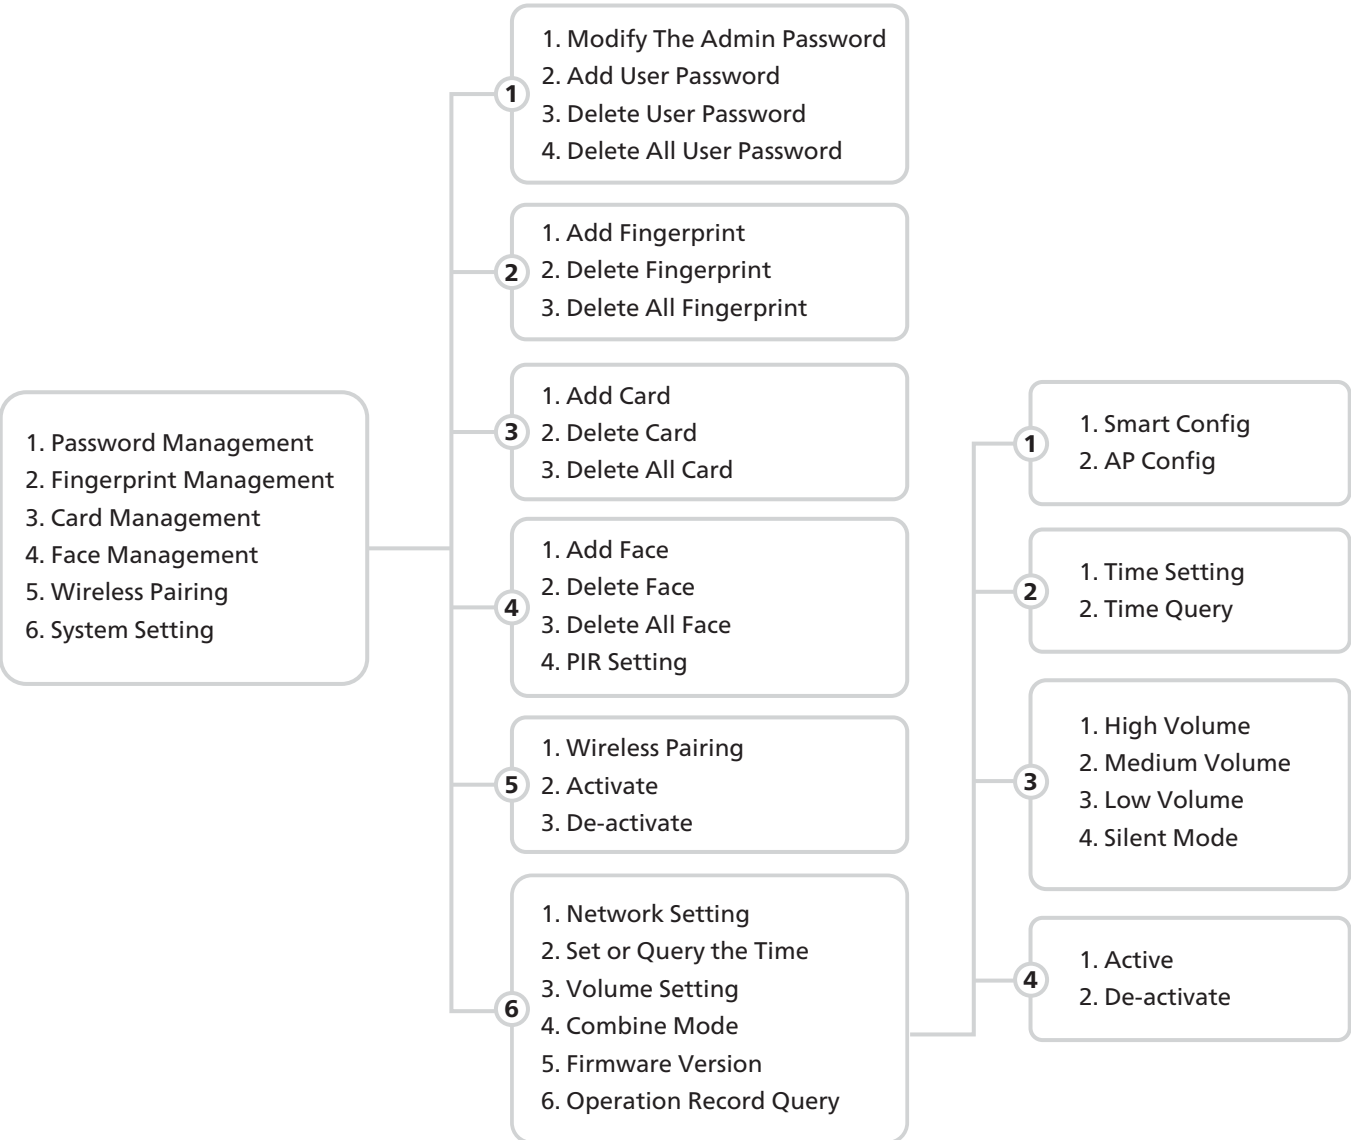 1. Password Management
2. Fingerprint Management
3. Card Management
4. Face Management
5. Wireless Pairing
6. System Setting
1
1. Modify The Admin Password
2. Add User Password
3. Delete User Password
4. Delete All User Password
2
1. Add Fingerprint
2. Delete Fingerprint
3. Delete All Fingerprint
3
1. Add Card
2. Delete Card
3. Delete All Card
4
1. Add Face
2. Delete Face
3. Delete All Face
4. PIR Setting
5
1. Wireless Pairing
2. Activate
3. De-activate
6
1. Network Setting
2. Set or Query the Time
3. Volume Setting
4. Combine Mode
5. Firmware Version
6. Operation Record Query
1
1. Smart Config
2. AP Config
2
1. Time Setting
2. Time Query
3
1. High Volume
2. Medium Volume
3. Low Volume
4. Silent Mode
4
1. Active
2. De-activate